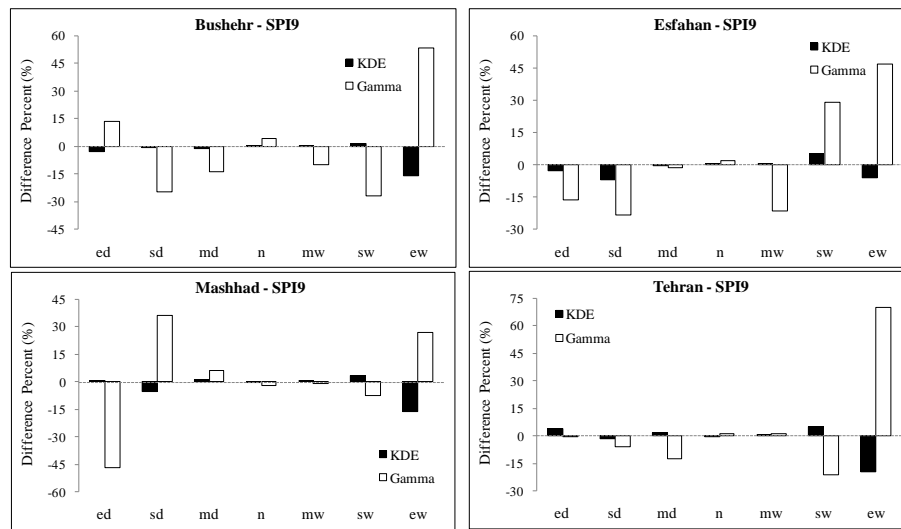 Bushehr - SPI9
Difference Percent (%)
60
45
30
15
0
-15
-30
-45
KDE
Gamma
ed sd md n mw sw ew
Esfahan - SPI9
Difference Percent (%)
60
45
30
15
0
-15
-30
KDE
Gamma
ed sd md n mw sw ew
Mashhad - SPI9
Difference Percent (%)
45
30
15
0
-15
-30
-45
-60
KDE
Gamma
ed sd md n mw sw ew
Tehran - SPI9
Difference Percent (%)
75
60
45
30
15
0
-15
-30
KDE
Gamma
ed sd md n mw sw ew